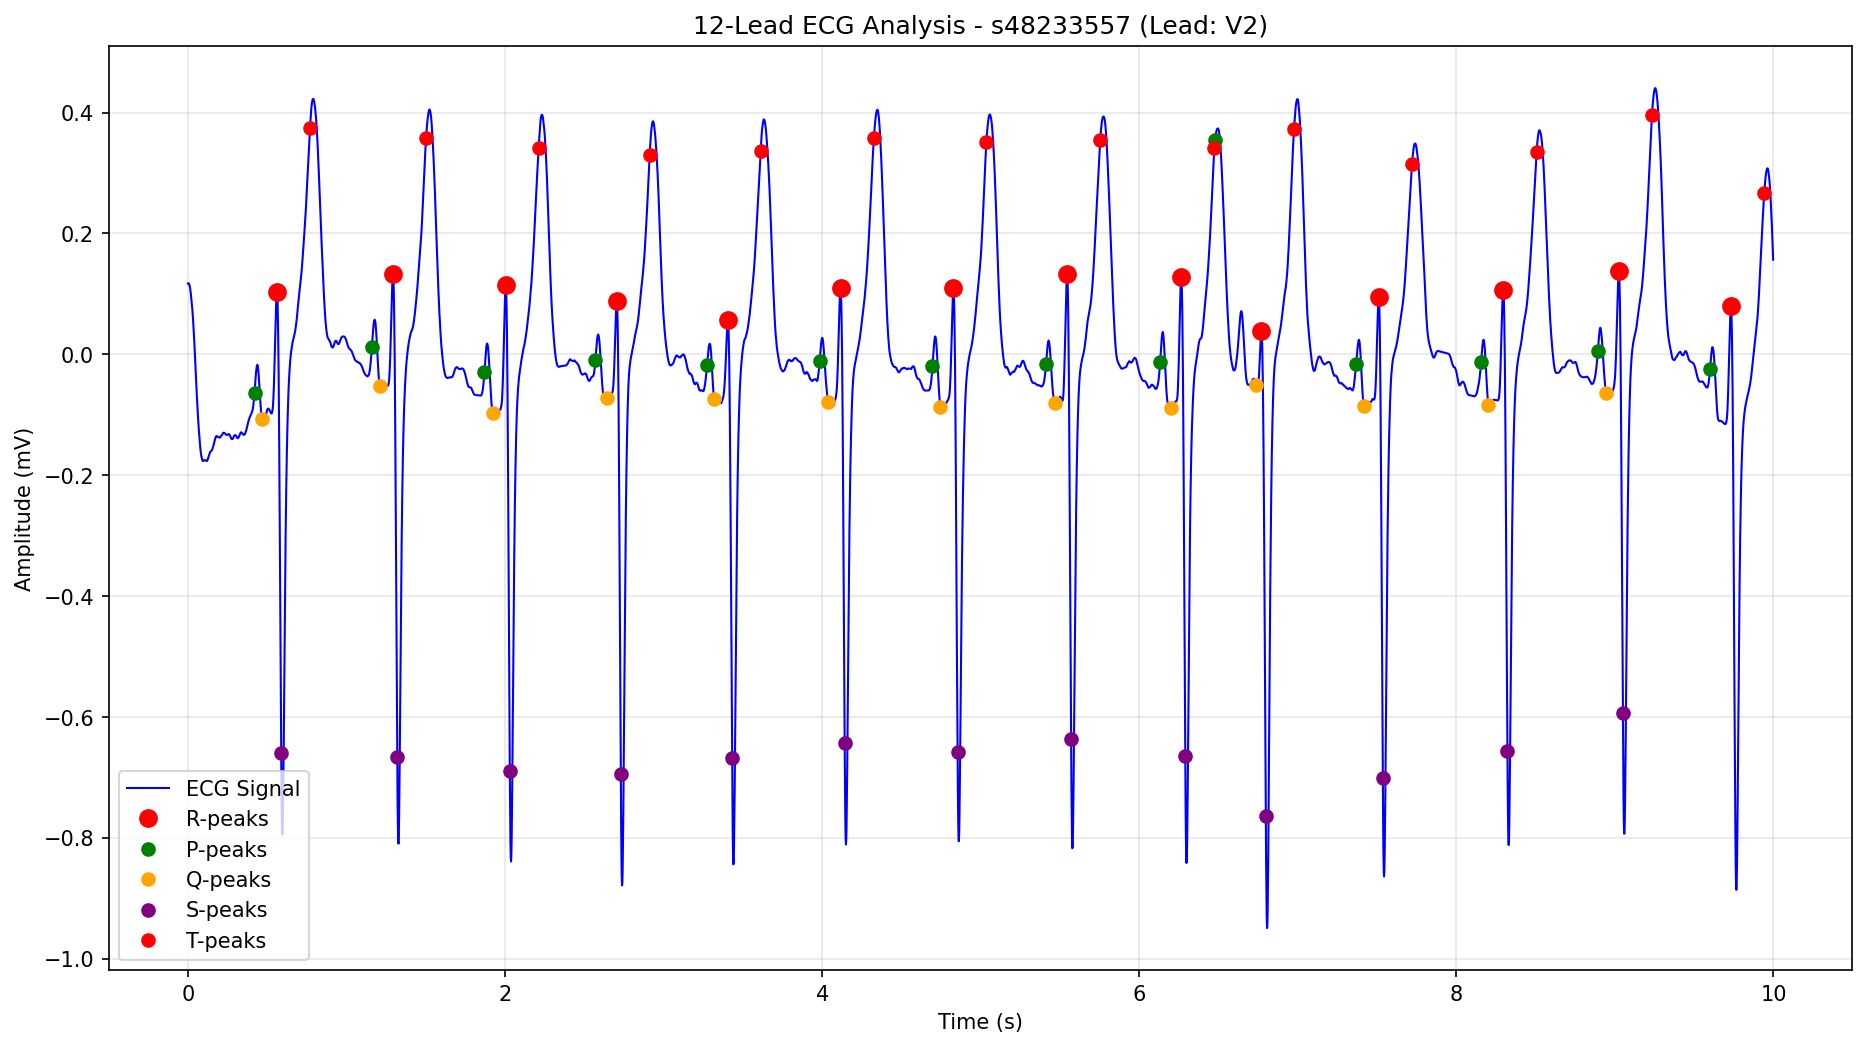 12-Lead ECG Analysis - s48233557 (Lead: V2)
Amplitude (mV)
0.4
0.2
0.0
−0.2
−0.4
−0.6
−0.8
−1.0
ECG Signal
R-peaks
P-peaks
Q-peaks
S-peaks
T-peaks
0 2 4 6 8 10
Time (s)